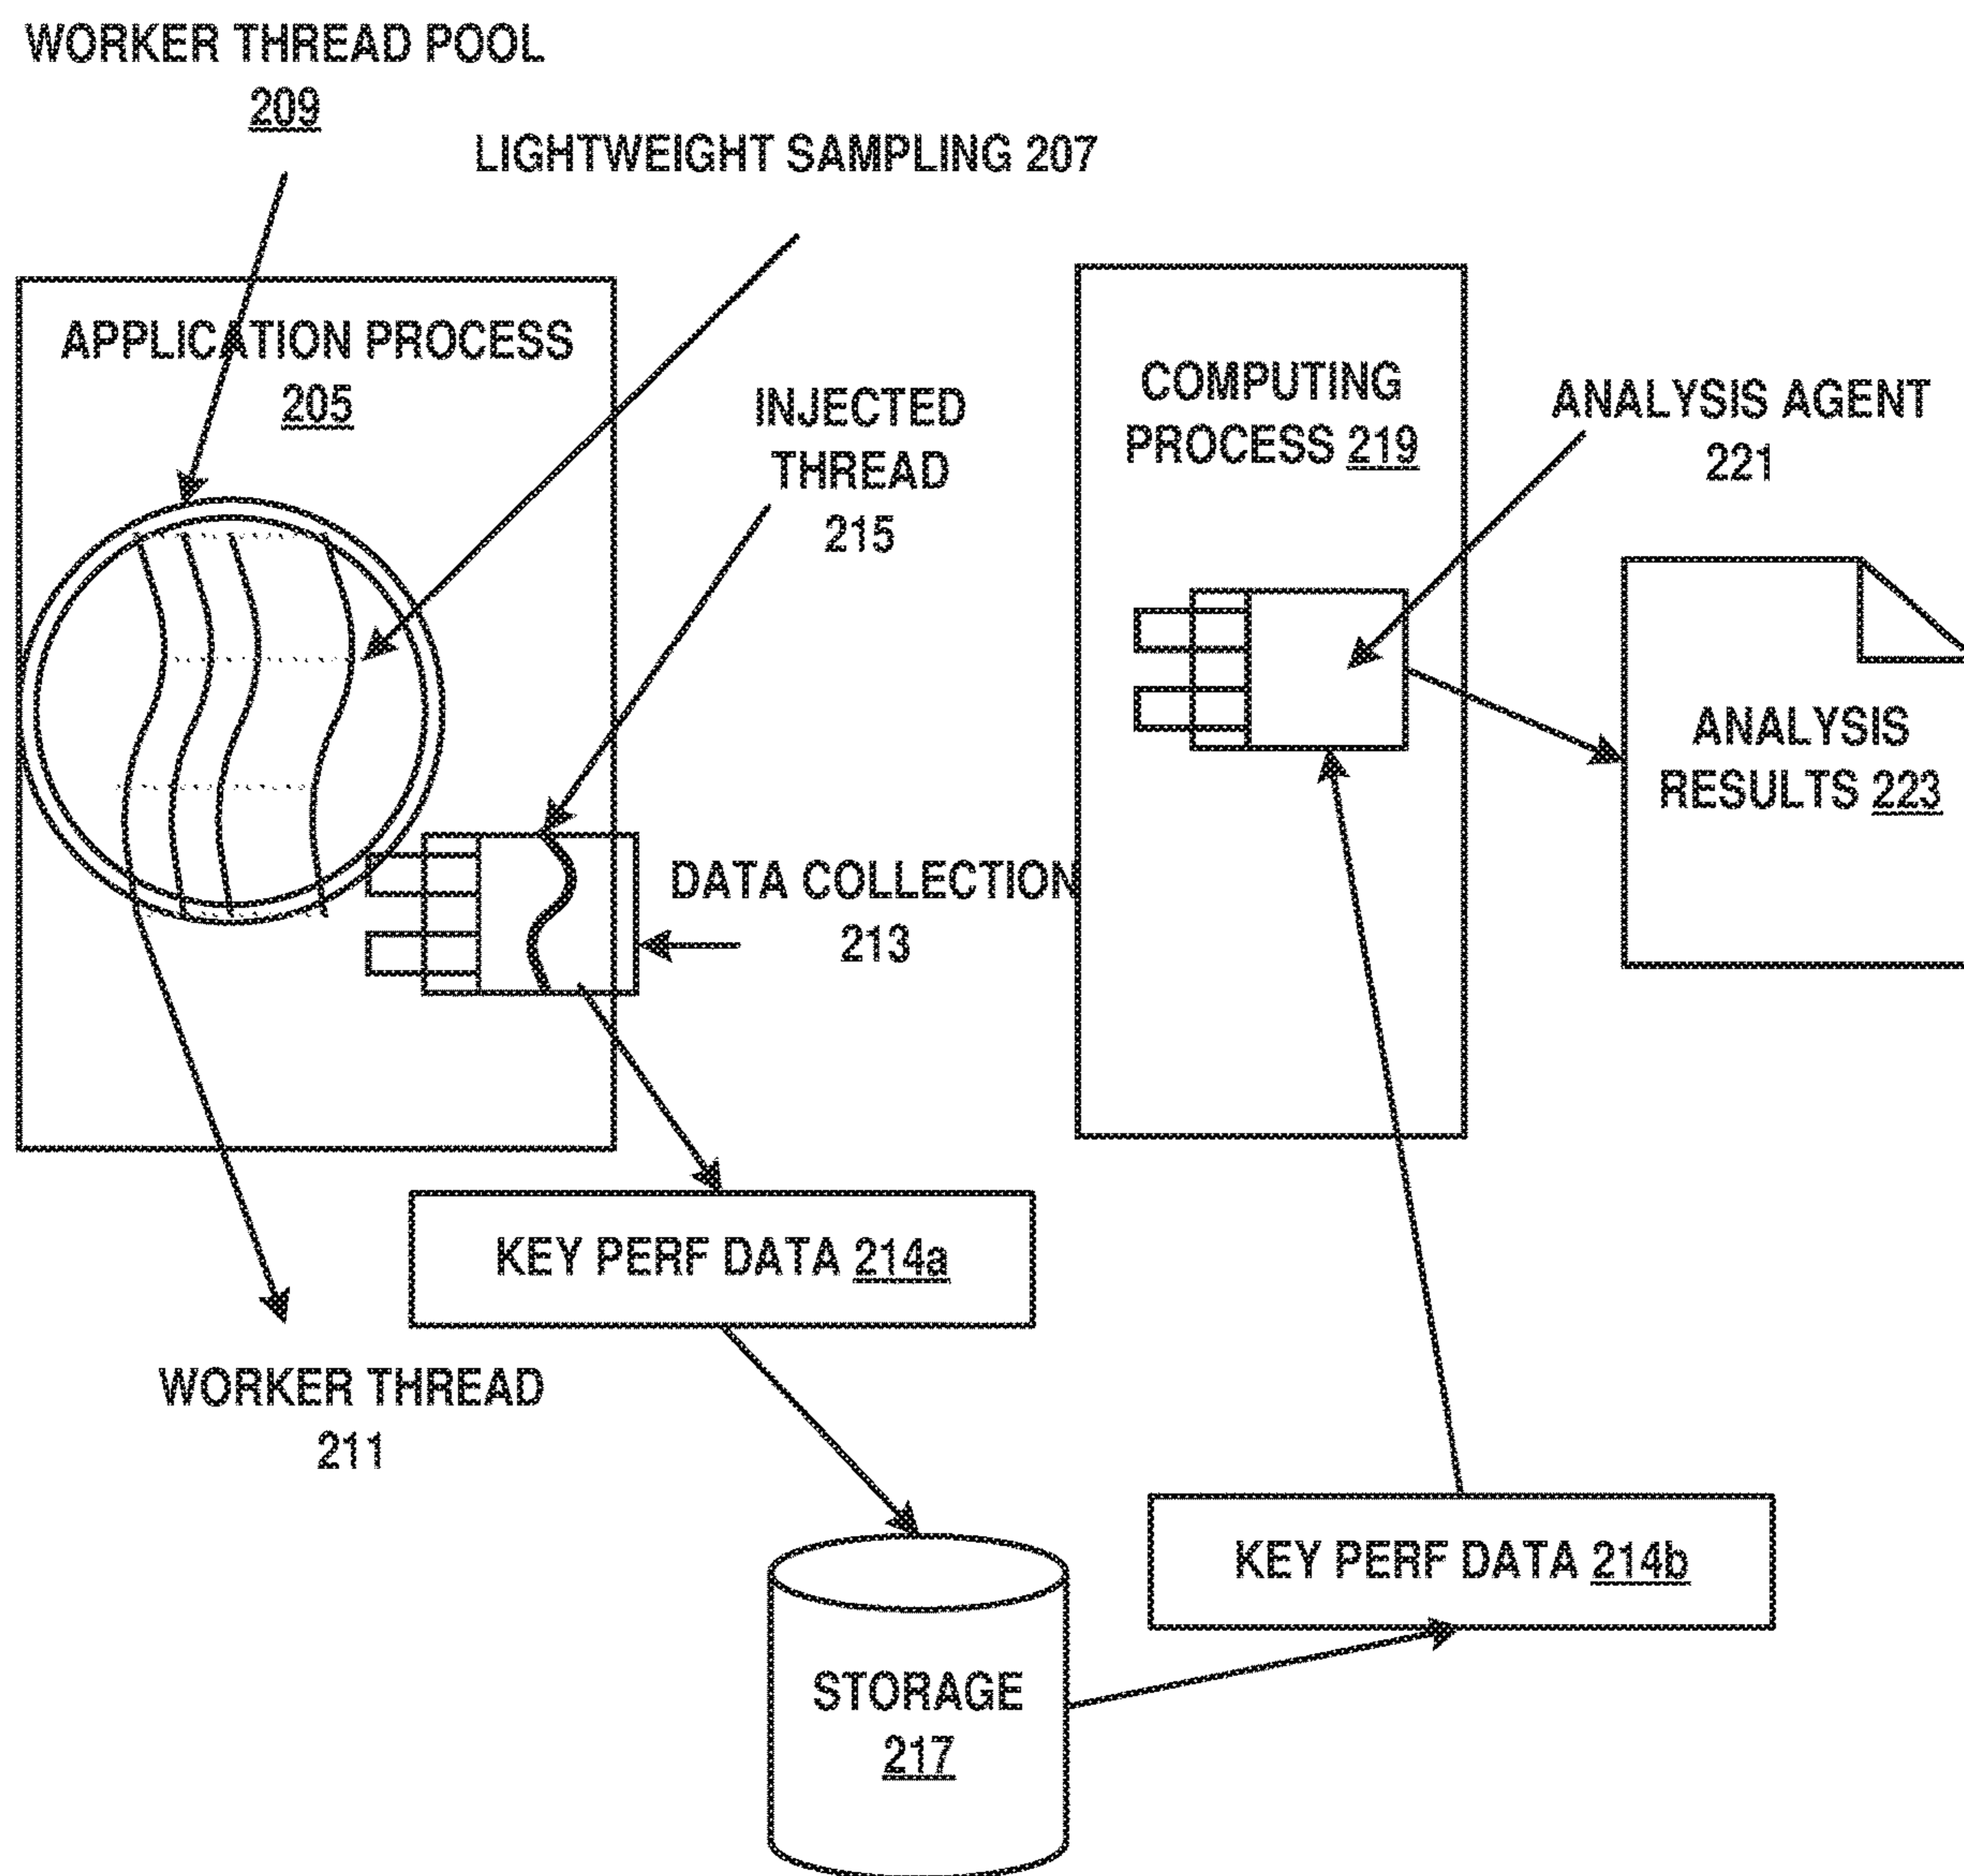 WORKER THREAD POOL
209
LIGHTWEIGHT SAMPLING 207
APPLICATION PROCESS
205
INJECTED
THREAD
215
COMPUTING
PROCESS 219
ANALYSIS AGENT
221
ANALYSIS
RESULTS 223
DATA COLLECTION
213
KEY PERF DATA 214a
WORKER THREAD
211
KEY PERF DATA 214b
STORAGE
217